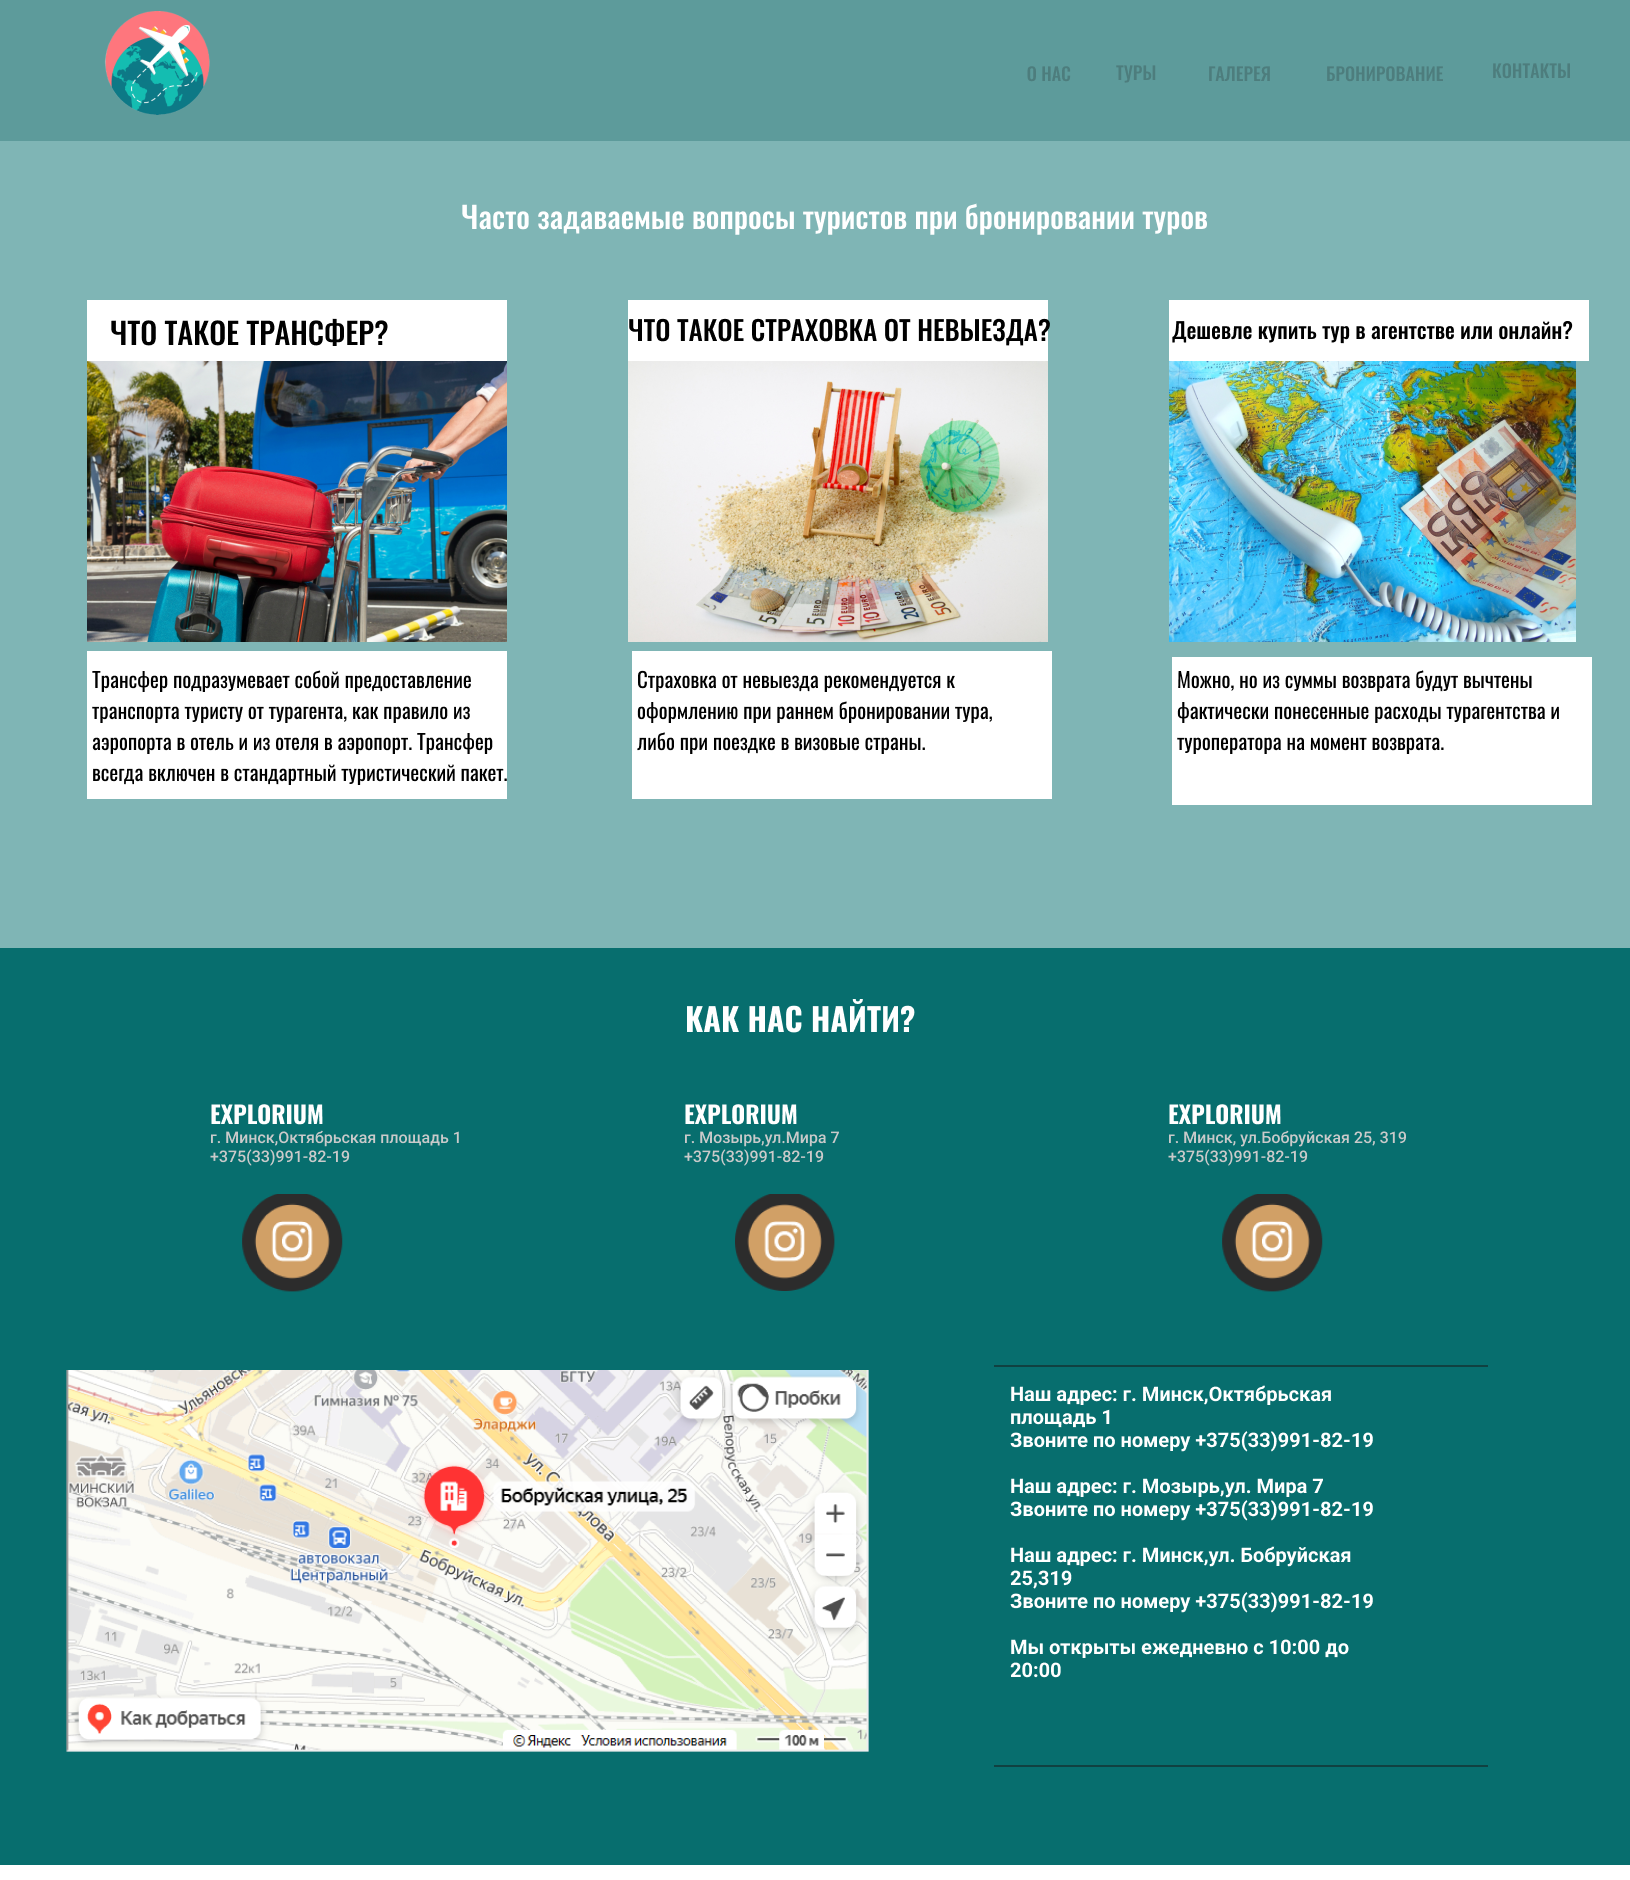 О НАС
ТУРЫ
ГАЛЕРЕЯ
БРОНИРОВАНИЕ
КОНТАКТЫ
Часто задаваемые вопросы туристов при бронировании туров
ЧТО ТАКОЕ ТРАНСФЕР?
ЧТО ТАКОЕ СТРАХОВКА ОТ НЕВЫЕЗДА?
Дешевле купить тур в агентстве или онлайн?
Трансфер подразумевает собой предоставление
транспорта туристу от турагента, как правило из
аэропорта в отель и из отеля в аэропорт. Трансфер
всегда включен в стандартный туристический пакет.
Страховка от невыезда рекомендуется к
оформлению при раннем бронировании тура,
либо при поездке в визовые страны.
Можно, но из суммы возврата будут вычтены
фактически понесенные расходы турагентства и
туроператора на момент возврата.
КАК НАС НАЙТИ?
EXPLORIUM
г. Минск,Октябрьская площадь 1
+375(33)991-82-19
EXPLORIUM
г. Мозырь,ул.Мира 7
+375(33)991-82-19
EXPLORIUM
г. Минск, ул.Бобруйская 25, 319
+375(33)991-82-19
Ульяновск
кая ул.
Гимназия № 75
БГТУ
13А
Пробки
Эларджи
39А
17
19А
15
Белорусская ул.
МИНСКИЙ
ВОКЗАЛ
Galileo
21
32А
34
Бобруйская улица, 25
ул. С
лова
23
27А
23/4
19
автовокзал
Центральный
Бобруйская ул.
23/2
23/5
8
12/2
11
9А
23/7
22к1
13к1
5
Как добраться
© Яндекс Условия использования
100 м
Наш адрес: г. Минск,Октябрьская
площадь 1
Звоните по номеру +375(33)991-82-19
Наш адрес: г. Мозырь,ул. Мира 7
Звоните по номеру +375(33)991-82-19
Наш адрес: г. Минск,ул. Бобруйская
25,319
Звоните по номеру +375(33)991-82-19
Мы открыты ежедневно с 10:00 до
20:00